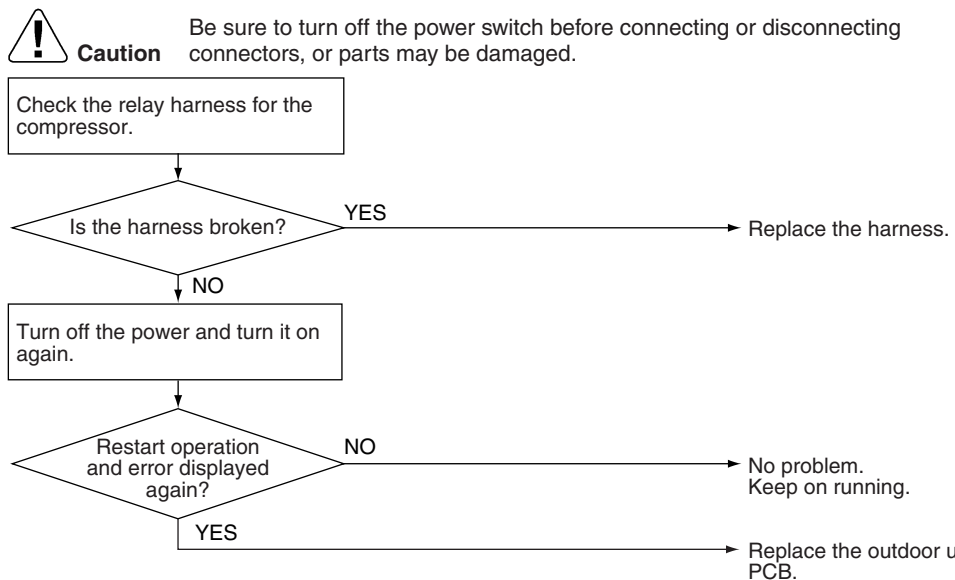 Be sure to turn off the power switch before connecting or disconnecting
Caution connectors, or parts may be damaged.
Check the relay harness for the
compressor.
Is the harness broken?
YES
Replace the harness.
NO
Turn off the power and turn it on
again.
Restart operation
and error displayed
again?
NO
No problem.
Keep on running.
YES
Replace the outdoor
PCB.